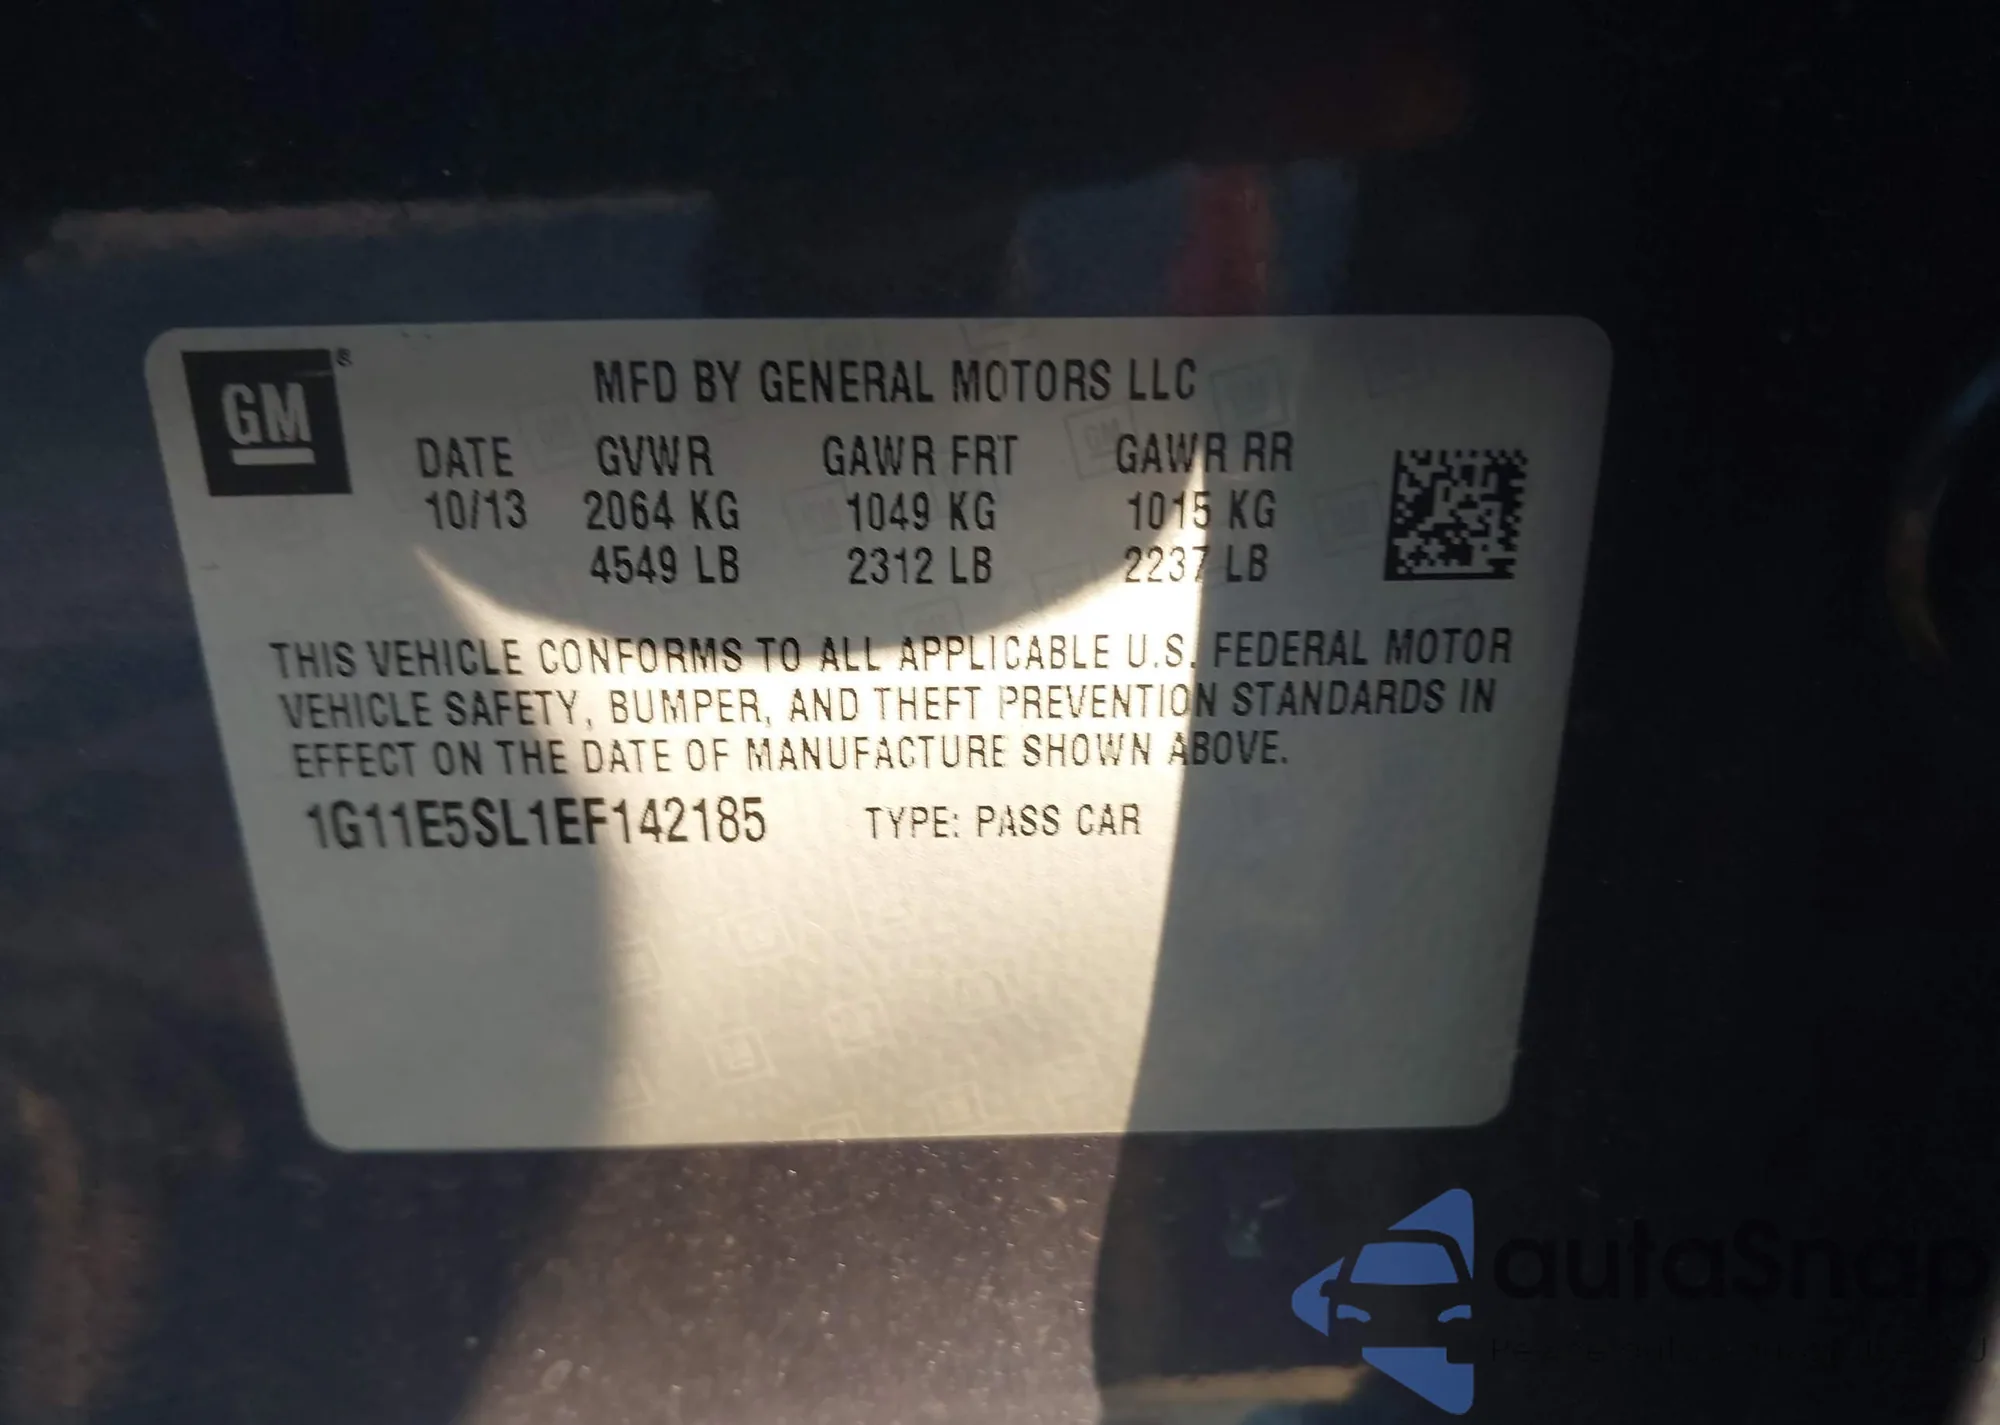 GM ®
MFD BY GENERAL MOTORS LLC
DATE GVWR GAWR FRT GAWR RR
10/13 2064 KG 1049 KG 1015 KG
4549 LB 2312 LB 2237 LB
THIS VEHICLE CONFORMS TO ALL APPLICABLE U.S. FEDERAL MOTOR
VEHICLE SAFETY, BUMPER, AND THEFT PREVENTION STANDARDS IN
EFFECT ON THE DATE OF MANUFACTURE SHOWN ABOVE.
1G11E5SL1EF142185 TYPE: PASS CAR
autaSnap